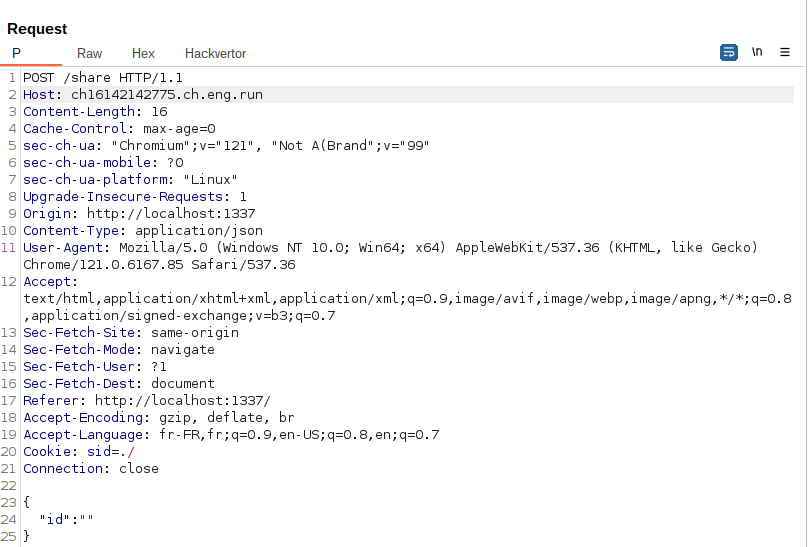 Request
P Raw Hex Hackvertor \n
1 POST /share HTTP/1.1
2 Host: ch16142142775.ch.eng.run
3 Content-Length: 16
4 Cache-Control: max-age=0
5 sec-ch-ua: "Chromium";v="121", "Not A(Brand";v="99"
6 sec-ch-ua-mobile: ?0
7 sec-ch-ua-platform: "Linux"
8 Upgrade-Insecure-Requests: 1
9 Origin: http://localhost:1337
10 Content-Type: application/json
11 User-Agent: Mozilla/5.0 (Windows NT 10.0; Win64; x64) AppleWebKit/537.36 (KHTML, like Gecko)
Chrome/121.0.6167.85 Safari/537.36
12 Accept:
text/html,application/xhtml+xml,application/xml;q=0.9,image/avif,image/webp,image/apng,*/*;q=0.8
,application/signed-exchange;v=b3;q=0.7
13 Sec-Fetch-Site: same-origin
14 Sec-Fetch-Mode: navigate
15 Sec-Fetch-User: ?1
16 Sec-Fetch-Dest: document
17 Referer: http://localhost:1337/
18 Accept-Encoding: gzip, deflate, br
19 Accept-Language: fr-FR,fr;q=0.9,en-US;q=0.8,en;q=0.7
20 Cookie: sid=./
21 Connection: close
22
23 {
24 "id":""
25 }